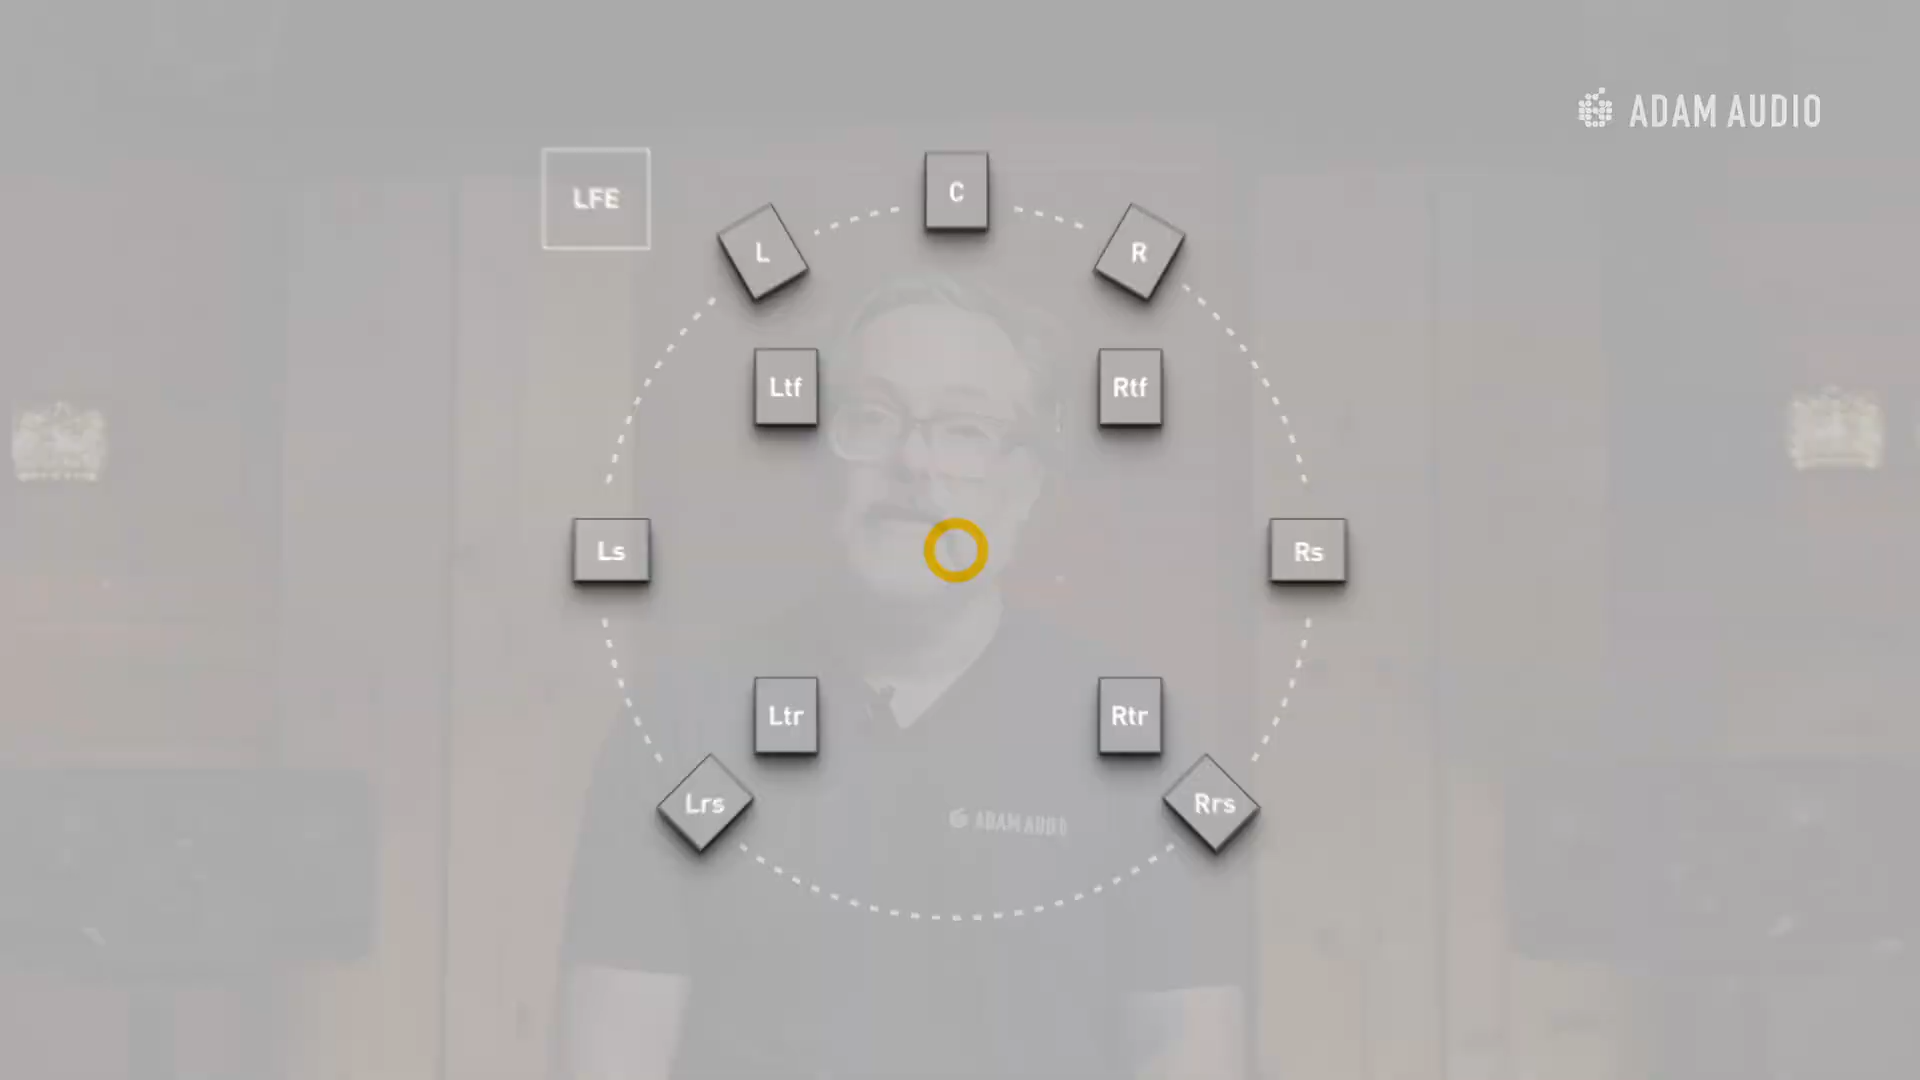 ADAM AUDIO
LFE
C
L
R
Ltf
Rtf
Ls
Rs
Ltr
Rtr
Lrs
Rrs
ADAM AUDIO